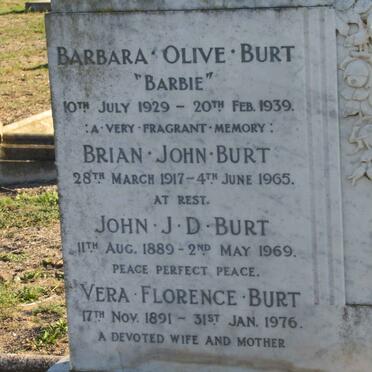 BARBARA · OLIVE · BURT
"BARBIE"
10TH JULY 1929 – 20TH FEB. 1939.
: A VERY FRAGRANT MEMORY :
BRIAN · JOHN · BURT
28TH MARCH 1917 – 4TH JUNE 1965.
AT REST.
JOHN · J · D · BURT
11TH AUG. 1889 – 2ND MAY 1969.
PEACE PERFECT PEACE.
VERA · FLORENCE · BURT
17TH NOV. 1891 – 31ST JAN. 1976.
A DEVOTED WIFE AND MOTHER